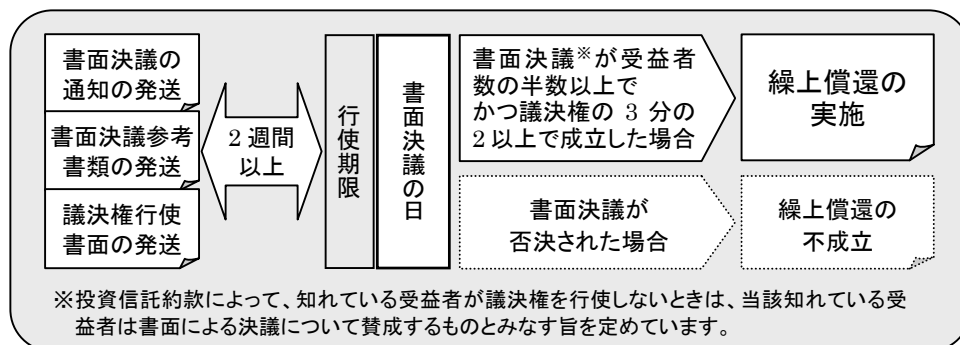 書面決議の
通知の発送
書面決議参考
書類の発送
議決権行使
書面の発送
2週間
以上
行使期限
書面決議の日
書面決議※が受益者
数の半数以上で
かつ議決権の 3 分の
2以上で成立した場合
繰上償還の
実施
書面決議が
否決された場合
繰上償還の
不成立
※投資信託約款によって、知れている受益者が議決権を行使しないときは、当該知れている受
益者は書面による決議について賛成するものとみなす旨を定めています。